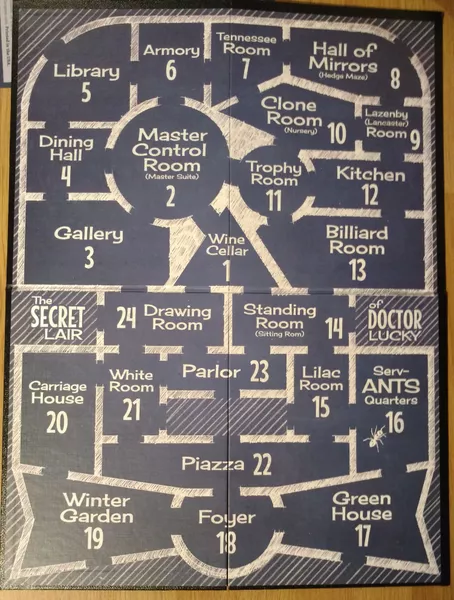 Library
5
Armory
6
Tennessee
Room
7
Hall of
Mirrors
(Hedge Maze)
8
Clone
Room
(Nursery)
10
Lazenby
(Lancaster)
Room
9
Dining
Hall
4
Master
Control
Room
(Master Suite)
2
Trophy
Room
11
Kitchen
12
Gallery
3
Wine
Cellar
1
Billiard
Room
13
The
SECRET
LAIR
24 Drawing
Room
Standing
Room
(Sitting Room)
14
of
DOCTOR
LUCKY
Carriage
House
20
White
Room
21
Parlor 23
Lilac
Room
15
Serv-
ANTS
Quarters
16
Piazza 22
Winter
Garden
19
Foyer
18
Green
House
17